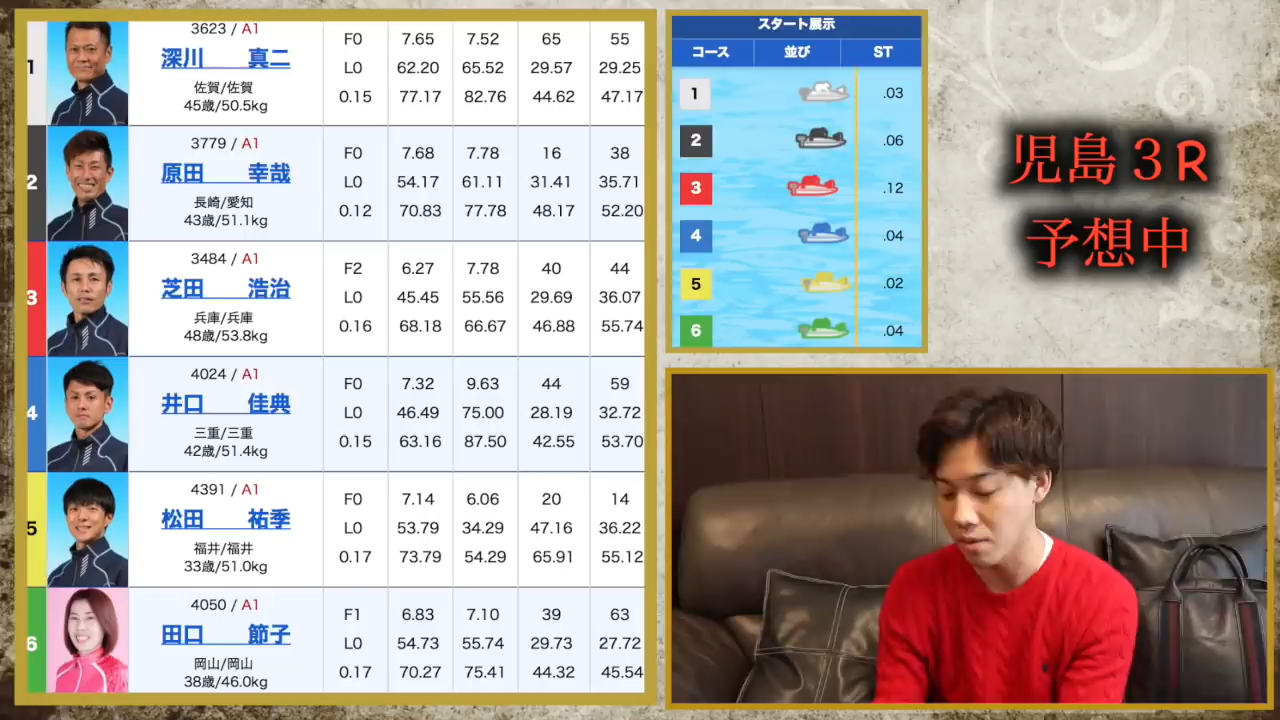 1
3623 / A1
深川 真二
佐賀/佐賀
45歳/50.5kg
F0 7.65 7.52 65 55
L0 62.20 65.52 29.57 29.25
0.15 77.17 82.76 44.62 47.17
2
3779 / A1
原田 幸哉
長崎/愛知
43歳/51.1kg
F0 7.68 7.78 16 38
L0 54.17 61.11 31.41 35.71
0.12 70.83 77.78 48.17 52.20
3
3484 / A1
芝田 浩治
兵庫/兵庫
48歳/53.8kg
F2 6.27 7.78 40 44
L0 45.45 55.56 29.69 36.07
0.16 68.18 66.67 46.88 55.74
4
4024 / A1
井口 佳典
三重/三重
42歳/51.4kg
F0 7.32 9.63 44 59
L0 46.49 75.00 28.19 32.72
0.15 63.16 87.50 42.55 53.70
5
4391 / A1
松田 祐季
福井/福井
33歳/51.0kg
F0 7.14 6.06 20 14
L0 53.79 34.29 47.16 36.22
0.17 73.79 54.29 65.91 55.12
6
4050 / A1
田口 節子
岡山/岡山
38歳/46.0kg
F1 6.83 7.10 39 63
L0 54.73 55.74 29.73 27.72
0.17 70.27 75.41 44.32 45.54
スタート展示
コース 並び ST
1 .03
2 .06
3 .12
4 .04
5 .02
6 .04
児島３R
予想中